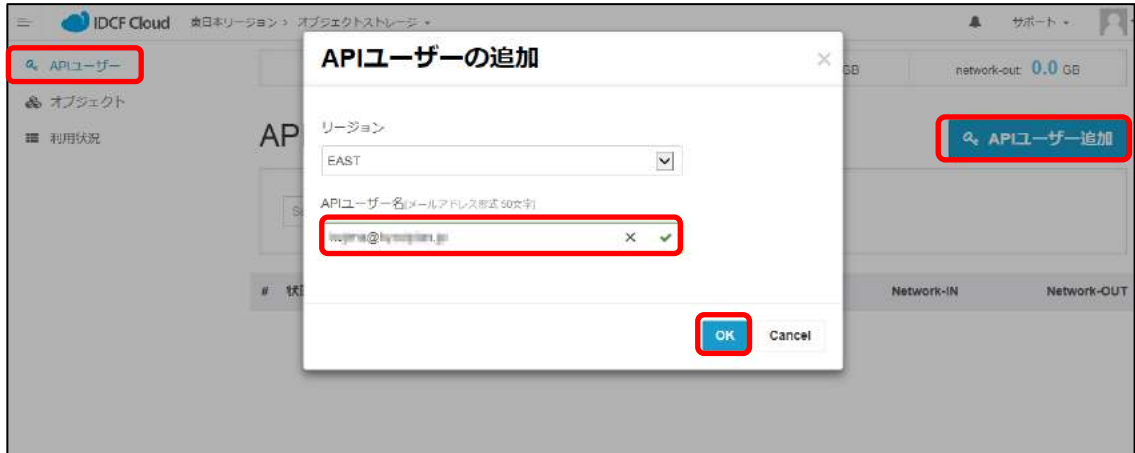 IDCF Cloud 東日本リージョン › オブジェクトストレージ
サポート
APIユーザー
オブジェクト
利用状況
APIユーザーの追加
GB
network-out: 0.0 GB
AP
APIユーザー追加
リージョン
EAST
APIユーザー名(メールアドレス形式 60文字)
# 状
Network-IN
Network-OUT
OK
Cancel